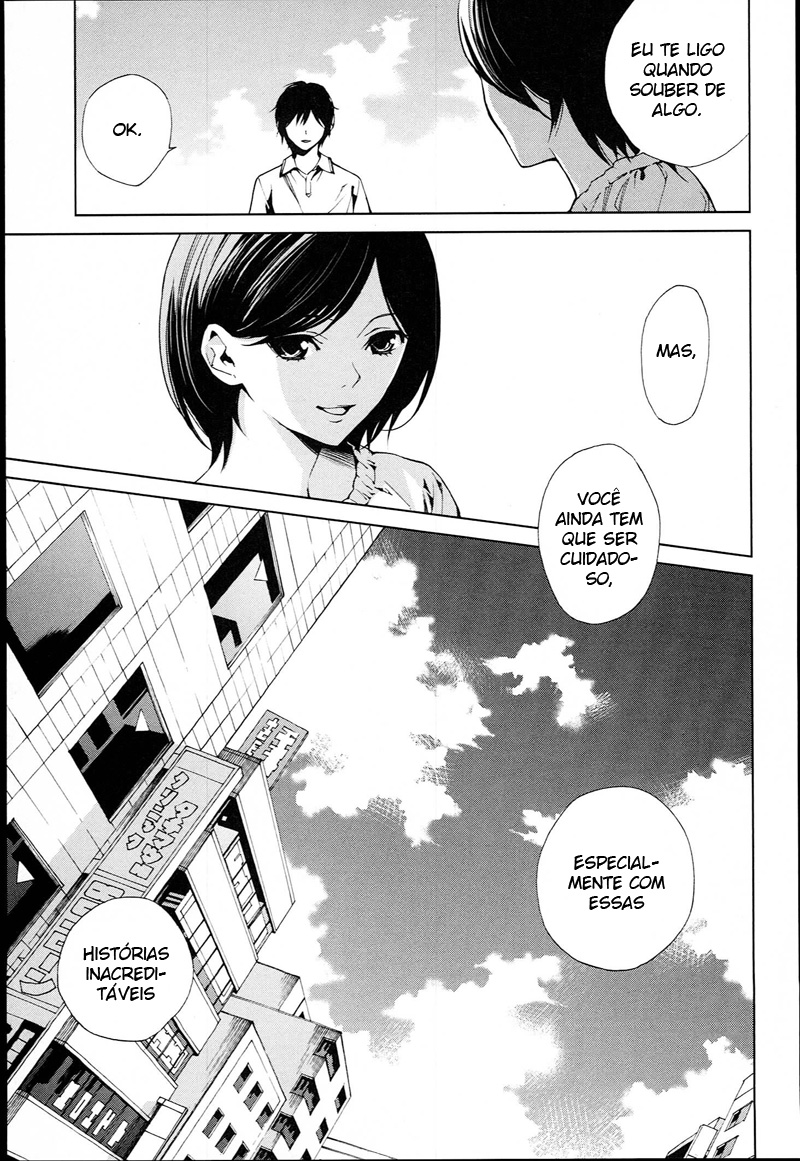 EU TE LIGO
QUANDO
SOUBER DE
ALGO.
OK.
MAS,
VOCÊ
AINDA TEM
QUE SER
CUIDADO-
SO,
ESPECIAL-
MENTE COM
ESSAS
HISTÓRIAS
INACREDI-
TÁVEIS